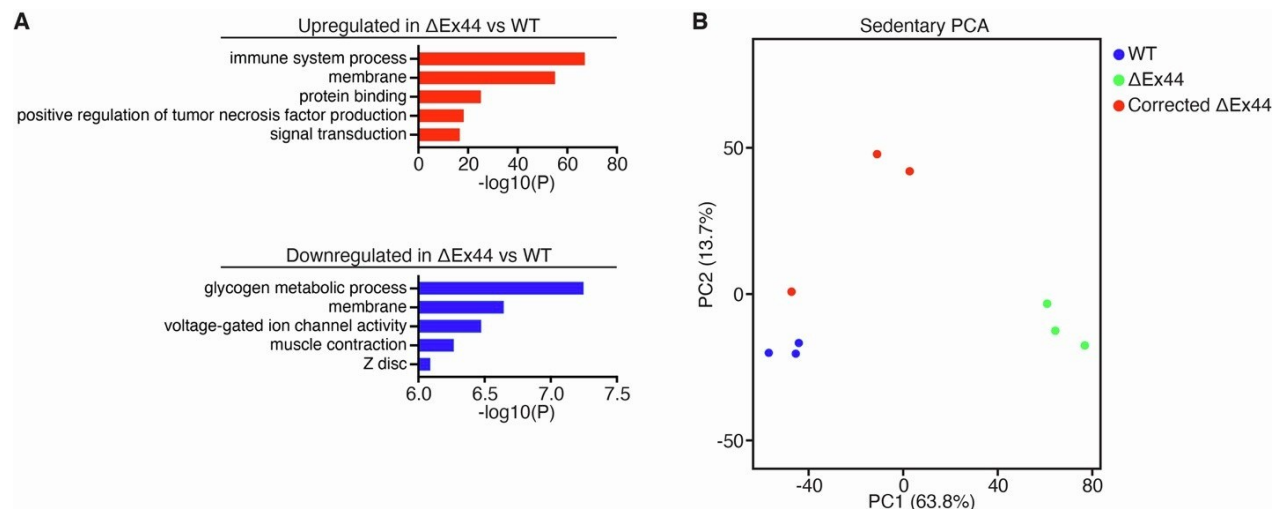 A
Upregulated in ΔEx44 vs WT
immune system process
membrane
protein binding
positive regulation of tumor necrosis factor production
signal transduction
0 20 40 60 80
-log10(P)
Downregulated in ΔEx44 vs WT
glycogen metabolic process
membrane
voltage-gated ion channel activity
muscle contraction
Z disc
6.0 6.5 7.0 7.5
-log10(P)
B
Sedentary PCA
WT
ΔEx44
Corrected ΔEx44
50
0
-50
PC2 (13.7%)
-40 0 40 80
PC1 (63.8%)